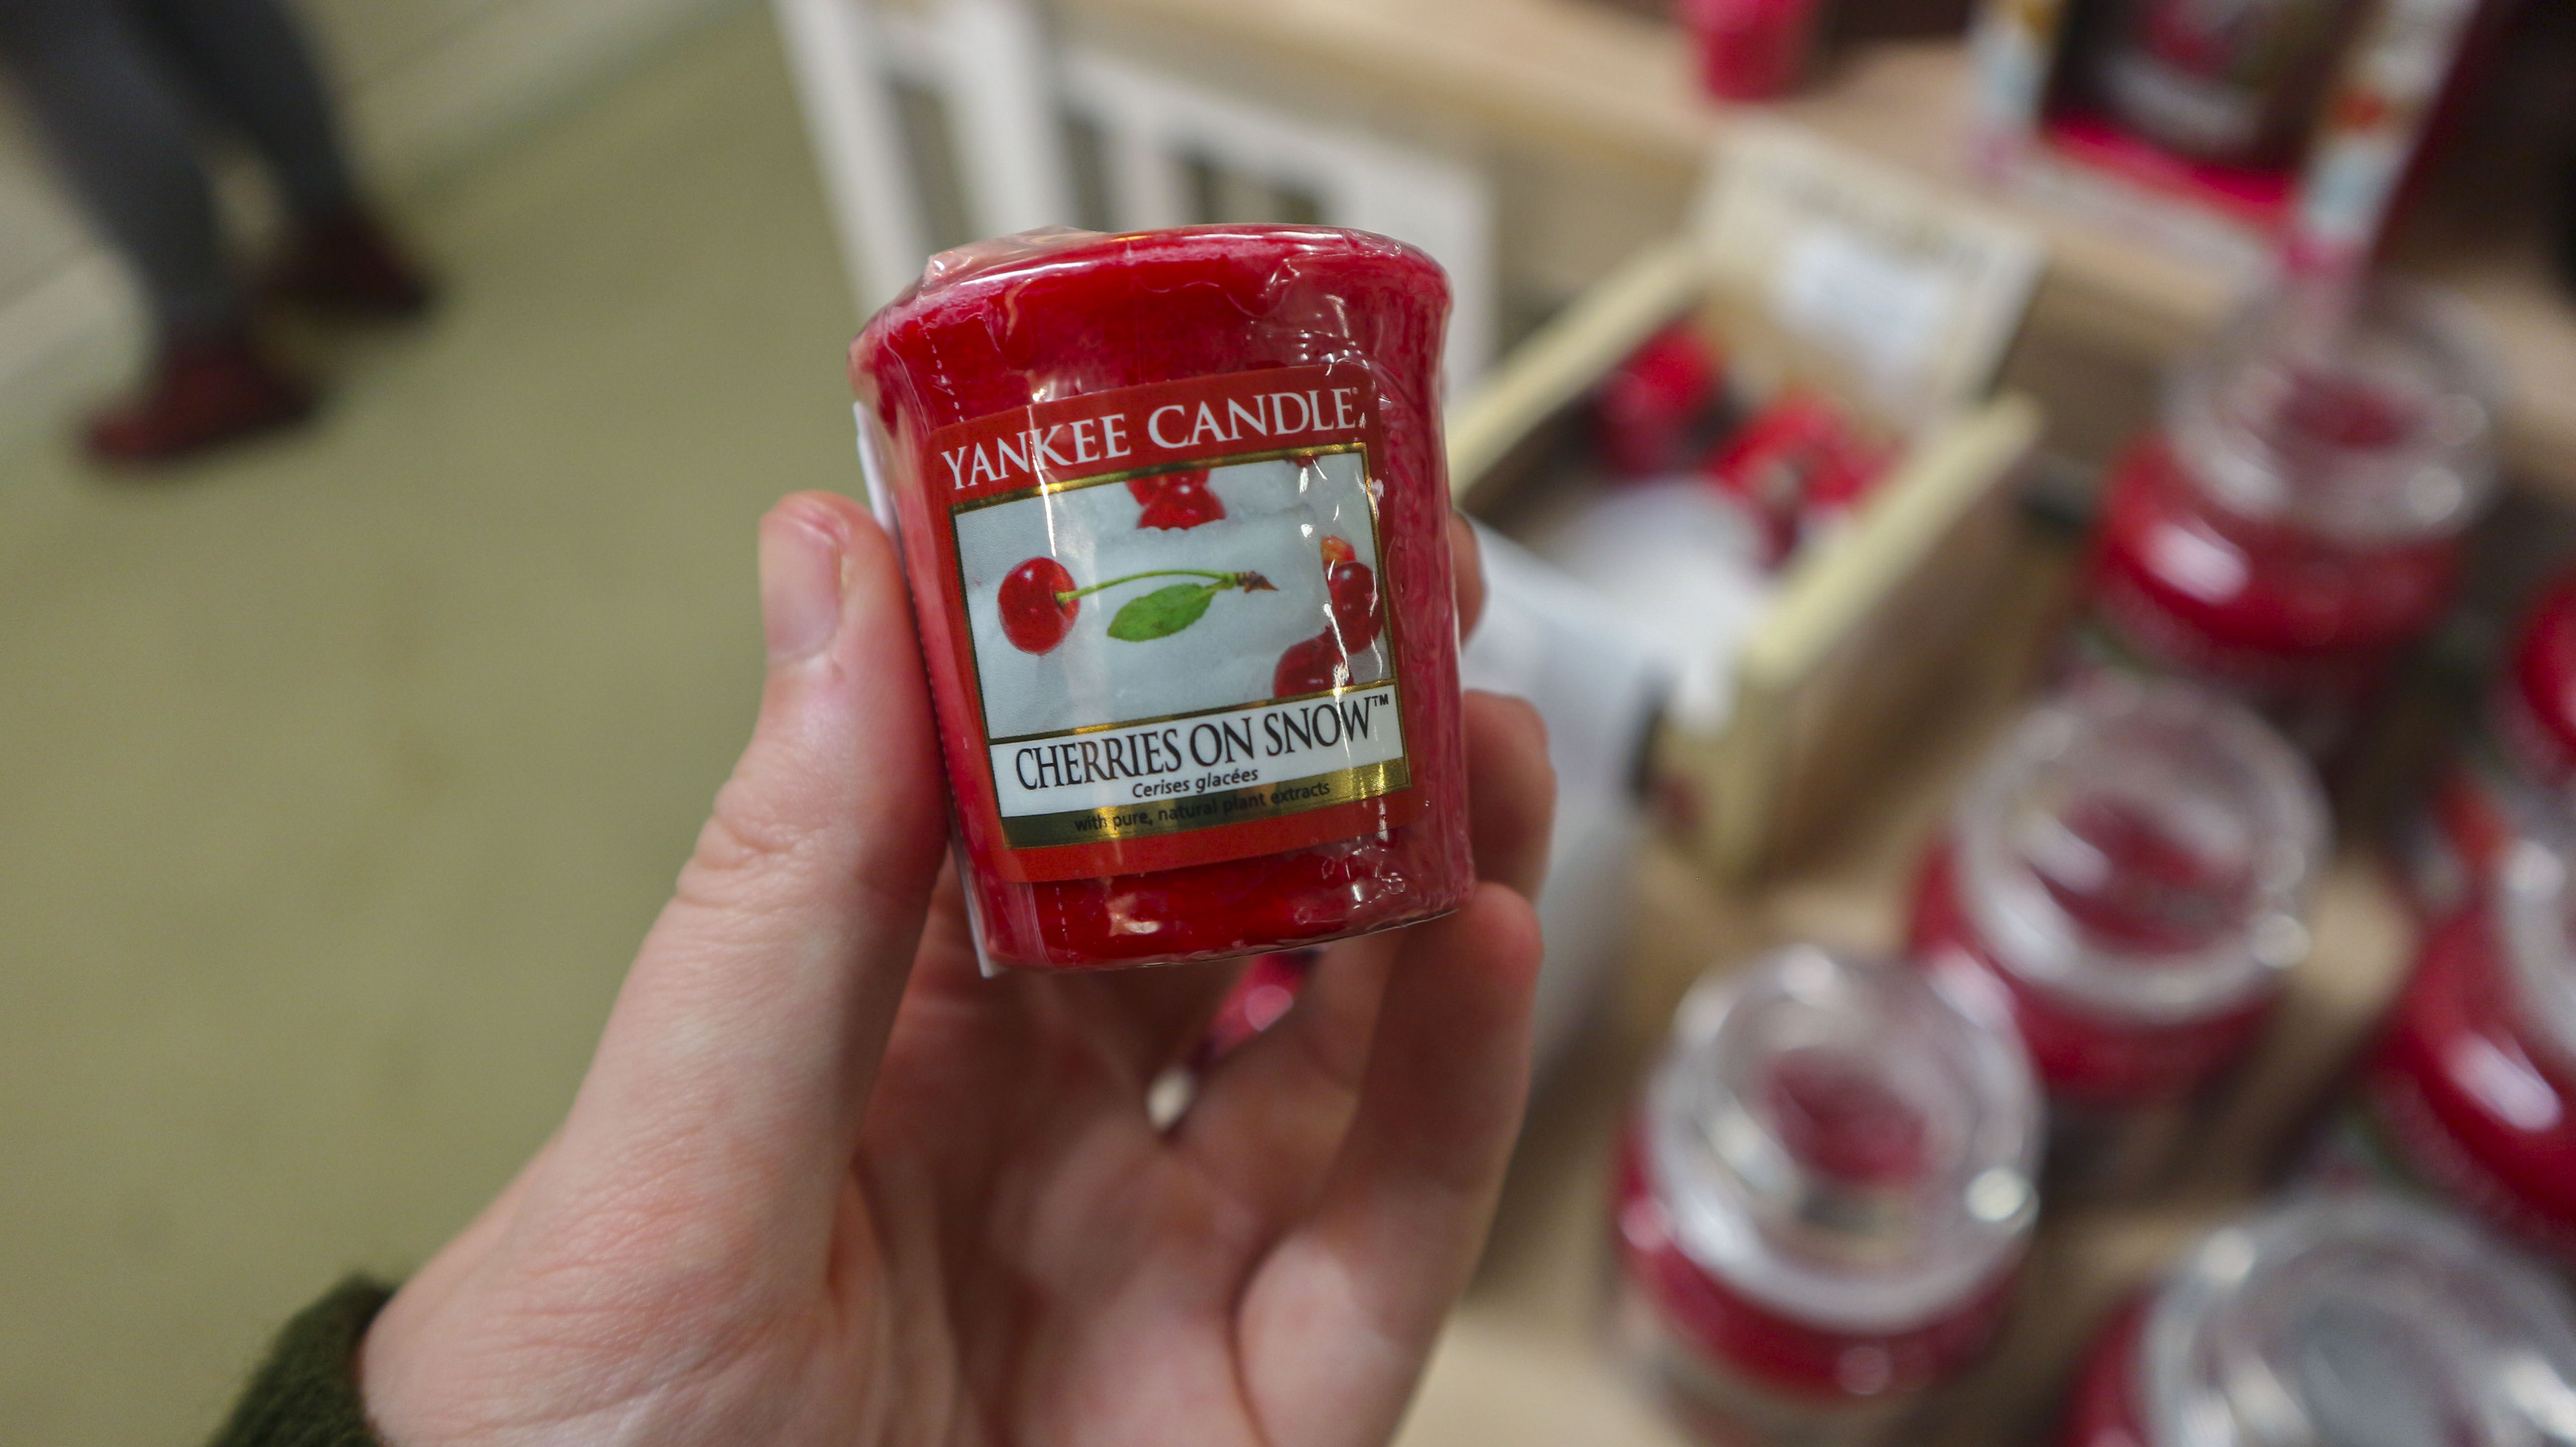 YANKEE CANDLE®
CHERRIES ON SNOW™
Cerises glacées
with pure, natural plant extracts